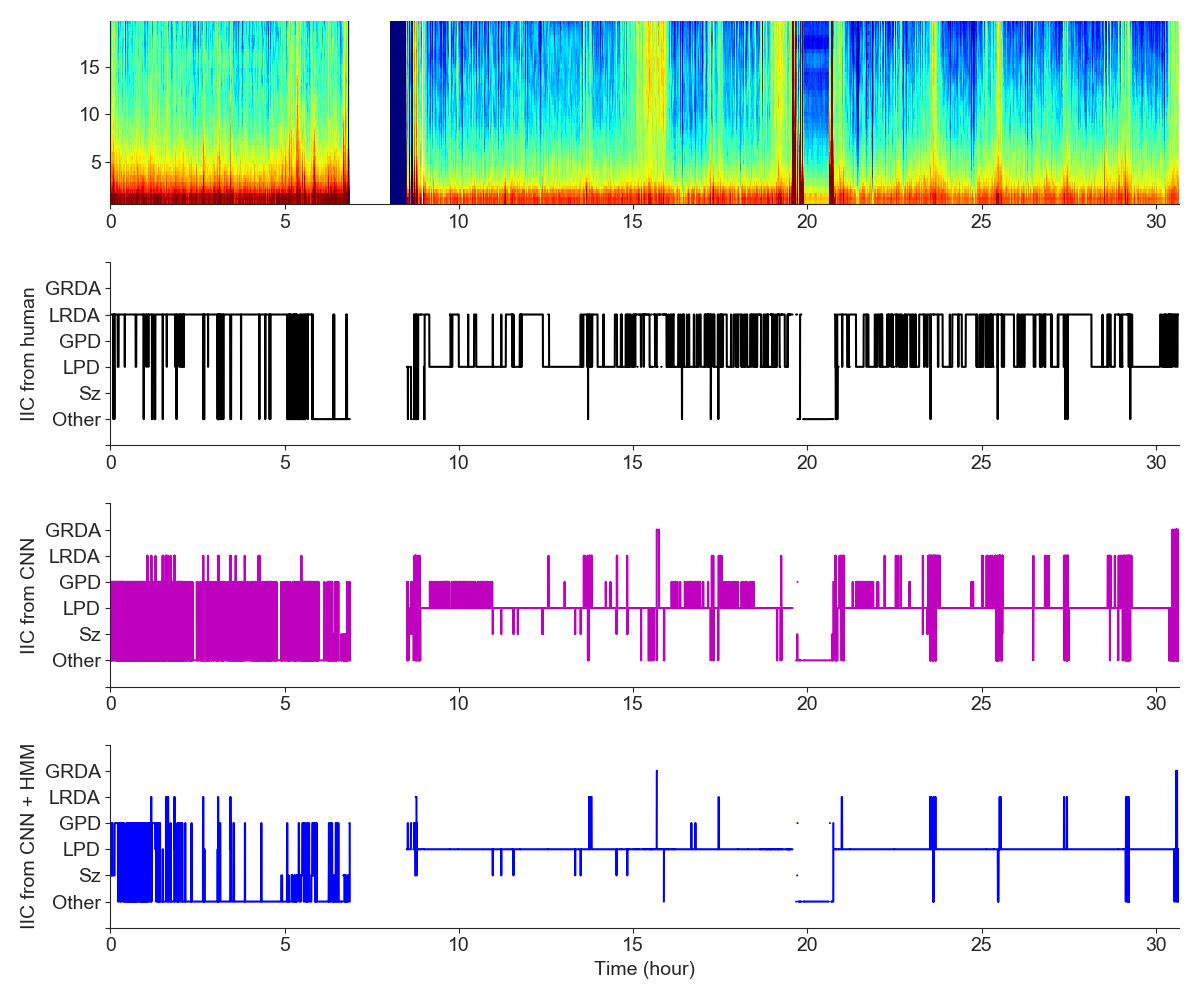 15
10
5
0 5 10 15 20 25 30
IIC from human
GRDA
LRDA
GPD
LPD
Sz
Other
0 5 10 15 20 25 30
IIC from CNN
GRDA
LRDA
GPD
LPD
Sz
Other
0 5 10 15 20 25 30
IIC from CNN + HMM
GRDA
LRDA
GPD
LPD
Sz
Other
0 5 10 15 20 25 30
Time (hour)